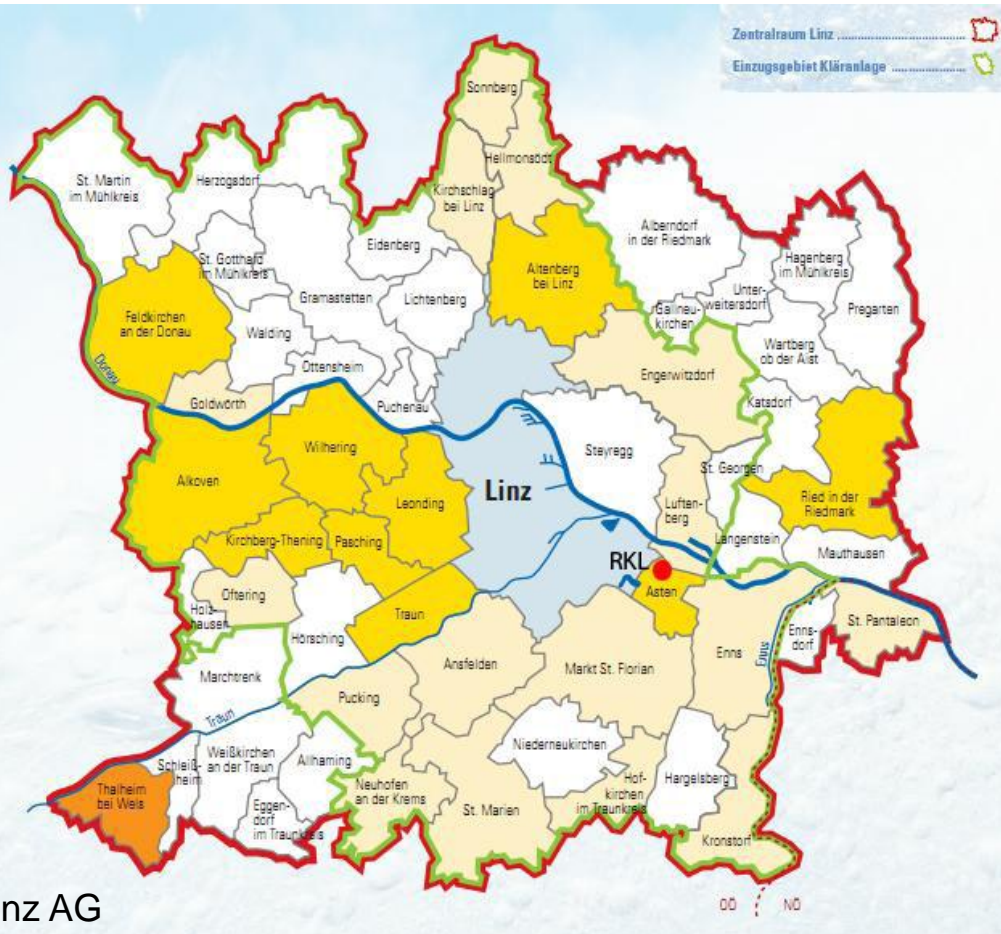 Zentralraum Linz
Einzugsgebiet Kläranlage
Sonnberg
Hellmonsödt
St. Martin
im Mühlkreis
Herzogsdorf
Kirchschlag
bei Linz
Eidenberg
Alberndorf
in der Riedmark
St. Gotthard
im Mühlkreis
Altenberg
bei Linz
Hagenberg
im Mühlkreis
Gramastetten
Lichtenberg
Unter-
weitersdorf
Feldkirchen
an der Donau
Gallneu-
kirchen
Pregarten
Walding
Wartberg
ob der Aist
Donau
Ottensheim
Engerwitzdorf
Goldwörth
Puchenau
Katsdorf
Wilhering
Steyregg
Alkoven
St. Georgen
Linz
Leonding
Luften-
berg
Ried in der
Riedmark
Kirchberg-Thening
Pasching
Langenstein
Mauthausen
RKL
Asten
Oftering
Holz-
hausen
Traun
St. Pantaleon
Hörsching
Enns-
dorf
Enns
Enns
Ansfelden
Markt St. Florian
Marchtrenk
Pucking
Traun
Niederneukirchen
Weißkirchen
an der Traun
Allhaming
Schleiß-
heim
Thalheim
bei Wels
Neuhofen
an der Krems
Hof-
kirchen
im Traunkreis
Hargelsberg
St. Marien
Eggen-
dorf
im Traunkreis
Kronstorf
nz AG
OÖ
NÖ